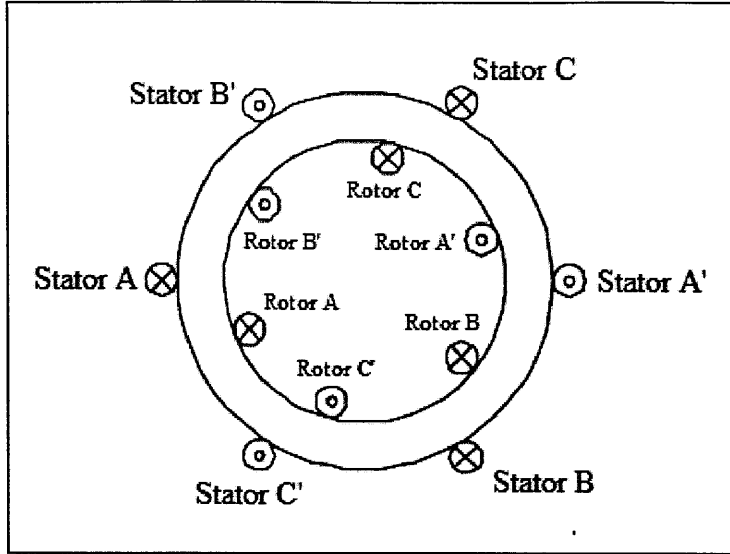 Stator C
Stator B'
Rotor C
Rotor B'
Rotor A'
Stator A
Stator A'
Rotor A
Rotor B
Rotor C'
Stator C'
Stator B